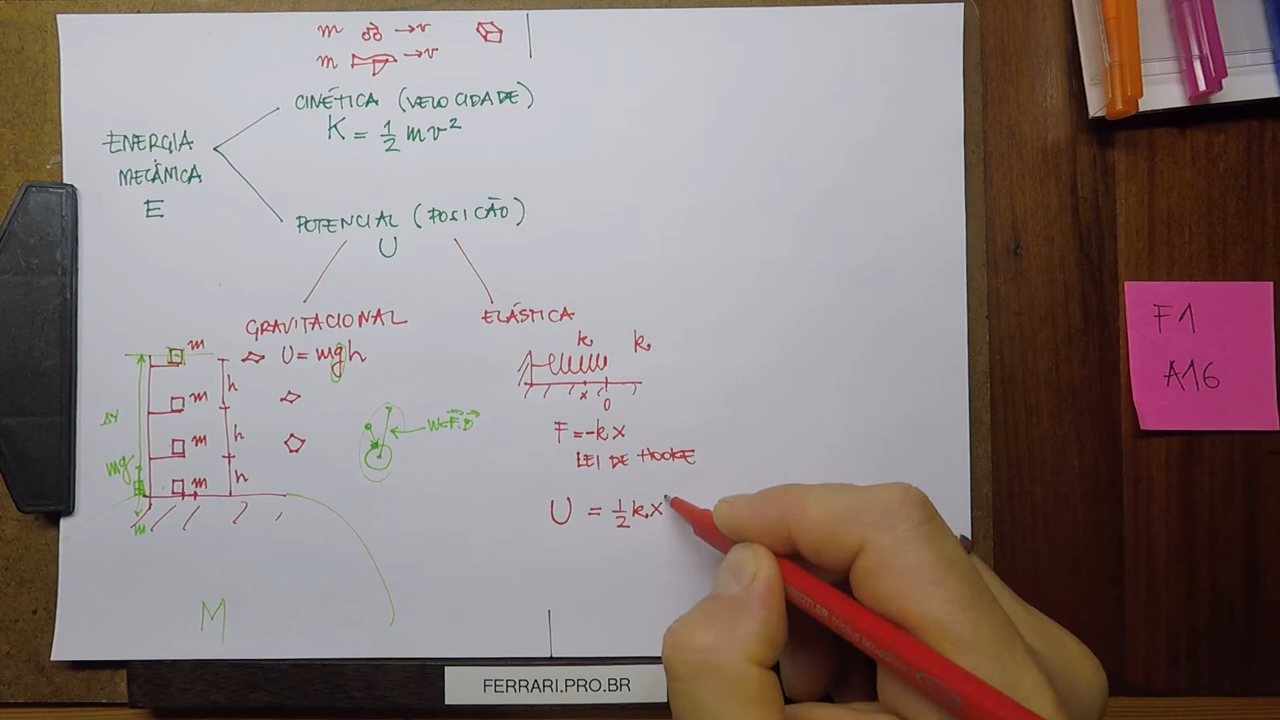 m → v
m → v
CINÉTICA (VELOCIDADE)
K = 1/2 mv²
ENERGIA
MECÂNICA
E
POTENCIAL (POSIÇÃO)
U
GRAVITACIONAL
U = mgh
ELÁSTICA
k k
x 0
F = -kx
LEI DE HOOKE
U = 1/2 kx
m
m
m
m
h
h
h
Δy
mg
m
W = F · D
M
F1
A16
FERRARI.PRO.BR